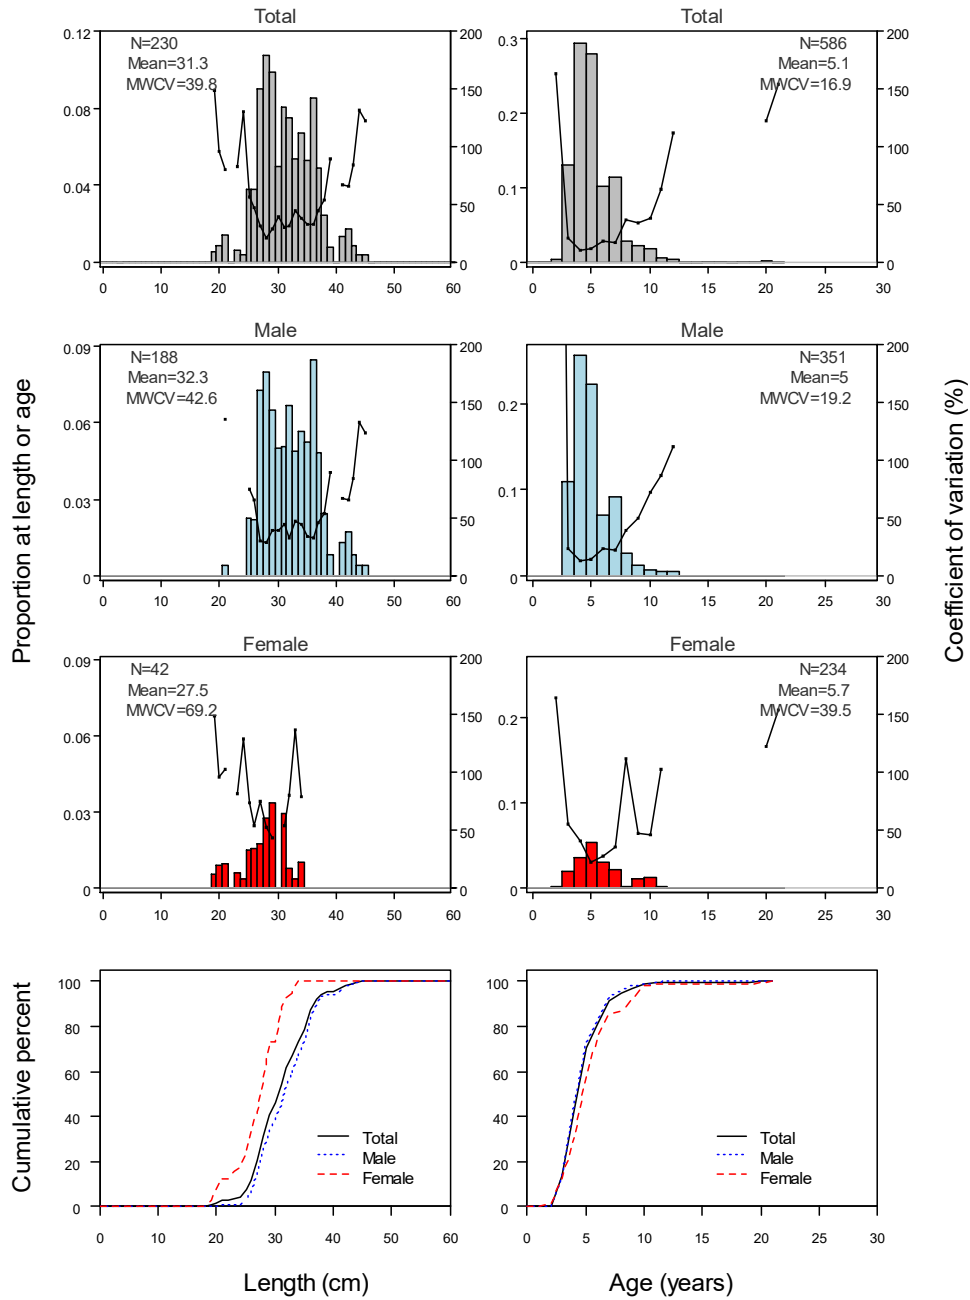 Total
N=230
Mean=31.3
MWCV=39.8
0.12
0.08
0.04
0
200
150
100
50
0
0 10 20 30 40 50 60
Total
N=586
Mean=5.1
MWCV=16.9
0.3
0.2
0.1
0
200
150
100
50
0
0 5 10 15 20 25 30
Male
N=188
Mean=32.3
MWCV=42.6
0.09
0.06
0.03
0
200
150
100
50
0
0 10 20 30 40 50 60
Male
N=351
Mean=5
MWCV=19.2
0.2
0.1
0
200
150
100
50
0
0 5 10 15 20 25 30
Female
N=42
Mean=27.5
MWCV=69.2
0.09
0.06
0.03
0
200
150
100
50
0
0 10 20 30 40 50 60
Female
N=234
Mean=5.7
MWCV=39.5
0.2
0.1
0
200
150
100
50
0
0 5 10 15 20 25 30
Proportion at length or age
Coefficient of variation (%)
Cumulative percent
100
80
60
40
20
0
Total
Male
Female
0 10 20 30 40 50 60
Length (cm)
100
80
60
40
20
0
Total
Male
Female
0 5 10 15 20 25 30
Age (years)